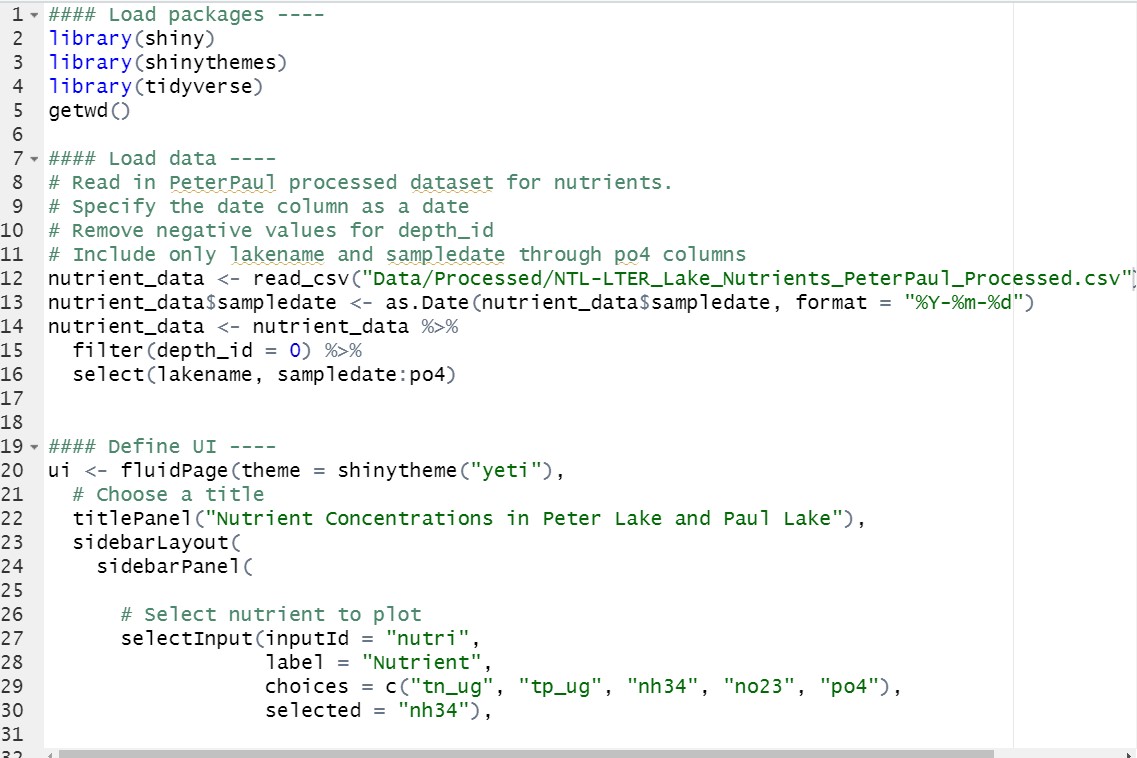 1 #### Load packages ----
2 library(shiny)
3 library(shinythemes)
4 library(tidyverse)
5 getwd()
6
7 #### Load data ----
8 # Read in PeterPaul processed dataset for nutrients.
9 # Specify the date column as a date
10 # Remove negative values for depth_id
11 # Include only lakename and sampledate through po4 columns
12 nutrient_data <- read_csv("Data/Processed/NTL-LTER_Lake_Nutrients_PeterPaul_Processed.csv")
13 nutrient_data$sampledate <- as.Date(nutrient_data$sampledate, format = "%Y-%m-%d")
14 nutrient_data <- nutrient_data %>%
15   filter(depth_id = 0) %>%
16   select(lakename, sampledate:po4)
17
18
19 #### Define UI ----
20 ui <- fluidPage(theme = shinytheme("yeti"),
21   # Choose a title
22   titlePanel("Nutrient Concentrations in Peter Lake and Paul Lake"),
23   sidebarLayout(
24     sidebarPanel(
25
26       # Select nutrient to plot
27       selectInput(inputId = "nutri",
28                   label = "Nutrient",
29                   choices = c("tn_ug", "tp_ug", "nh34", "no23", "po4"),
30                   selected = "nh34"),
31
32